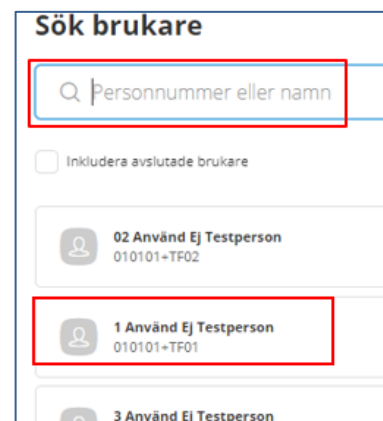 Sök brukare
Personnummer eller namn
Inkludera avslutade brukare
02 Använd Ej Testperson
010101+TF02
1 Använd Ej Testperson
010101+TF01
3 Använd Ej Testperson